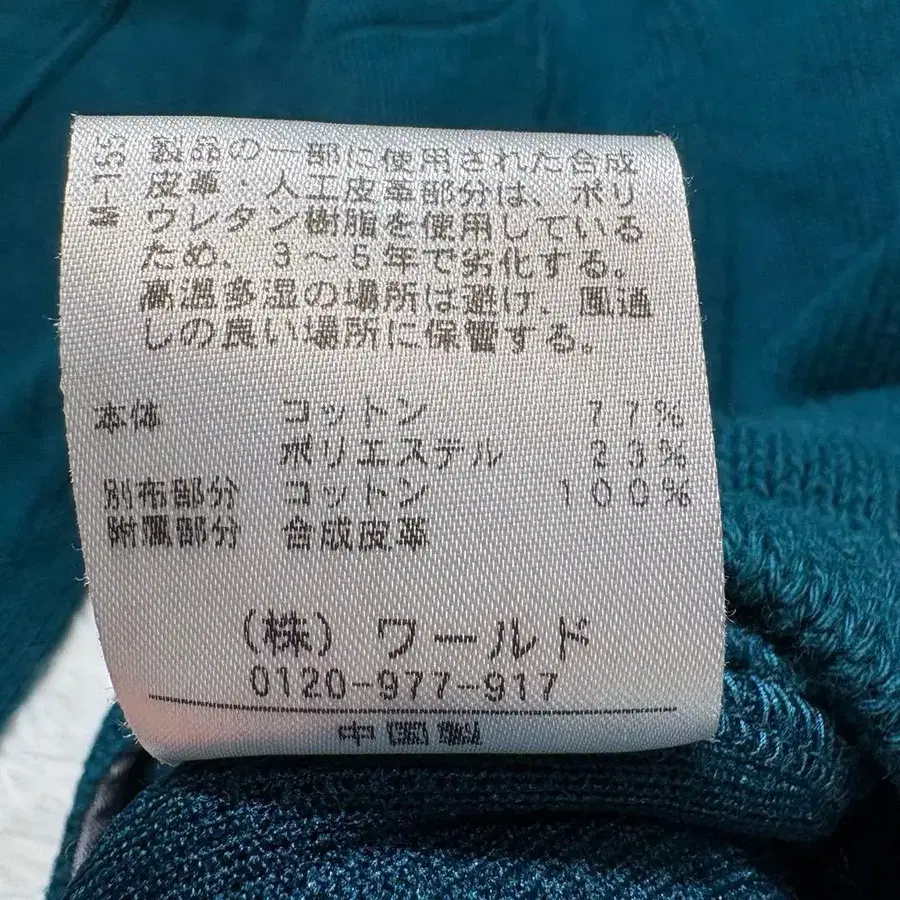 W-155
製品の一部に使用された合成
皮革・人工皮革部分は、ポリ
ウレタン樹脂を使用している
ため、3〜5年で劣化する。
高温多湿の場所は避け、風通
しの良い場所に保管する。
本体 コットン 77%
ポリエステル 23%
別布部分 コットン 100%
附属部分 合成皮革
(株) ワールド
0120-977-917
中国製